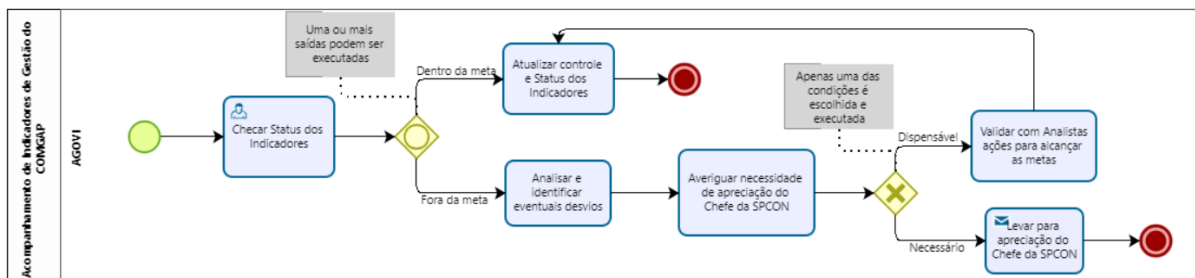 Acompanhamento de Indicadores de Gestão do
COMGAP
AGOVI
Checar Status dos
Indicadores
Uma ou mais
saídas podem ser
executadas
Dentro da meta
Fora da meta
Atualizar controle
e Status dos
Indicadores
Analisar e
identificar
eventuais desvios
Averiguar necessidade
de apreciação do
Chefe da SPCON
Apenas uma das
condições é
escolhida e
executada
Dispensável
Necessário
Validar com Analistas
ações para alcançar
as metas
Levar para
apreciação do
Chefe da SPCON